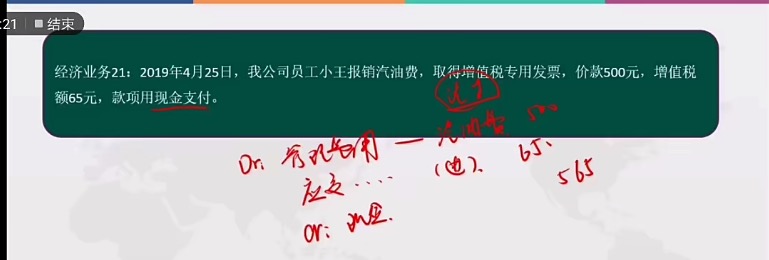 :21 结束
经济业务21：2019年4月25日，我公司员工小王报销汽油费，取得增值税专用发票，价款500元，增值税
额65元，款项用现金支付。
500
Dr: 管理费用 — 汽油费
应交.... (进). 65.
565
Cr: 现金.